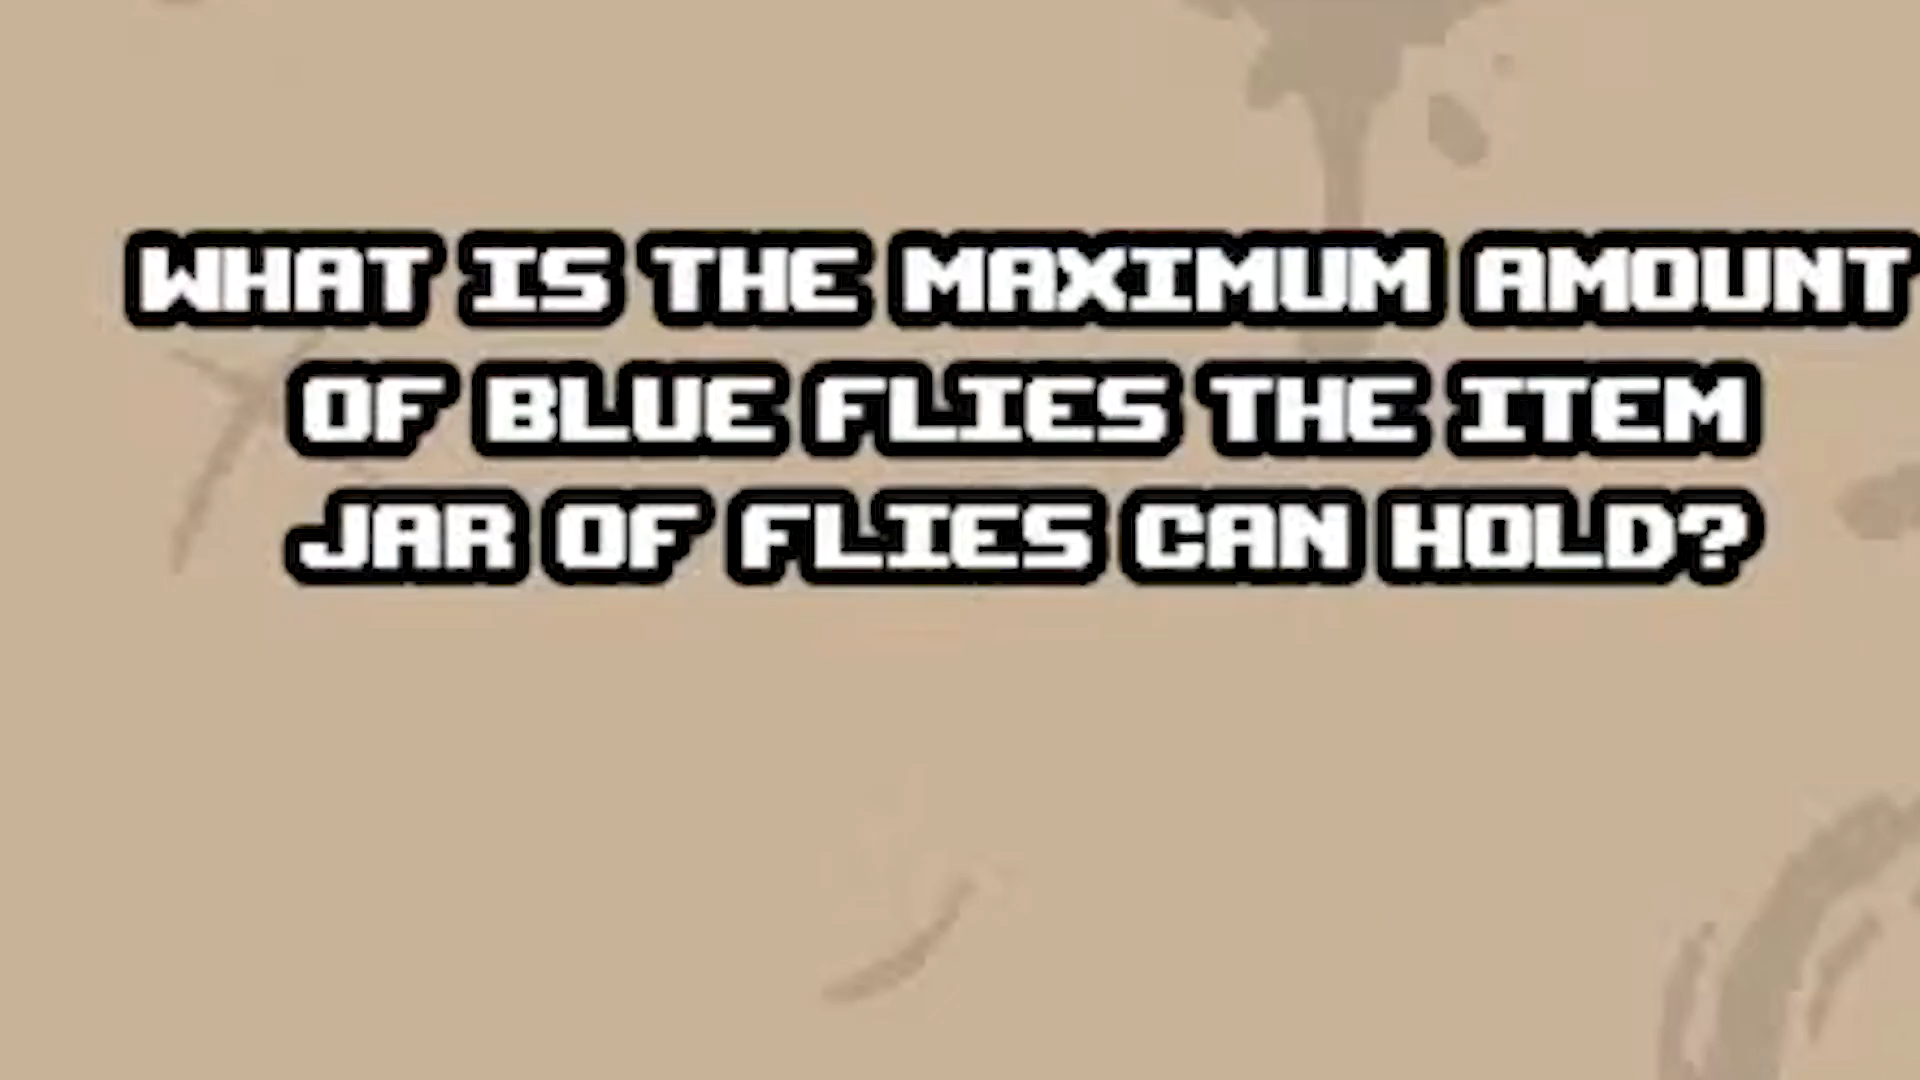 WHAT IS THE MAXIMUM AMOUNT
OF BLUE FLIES THE ITEM
JAR OF FLIES CAN HOLD?